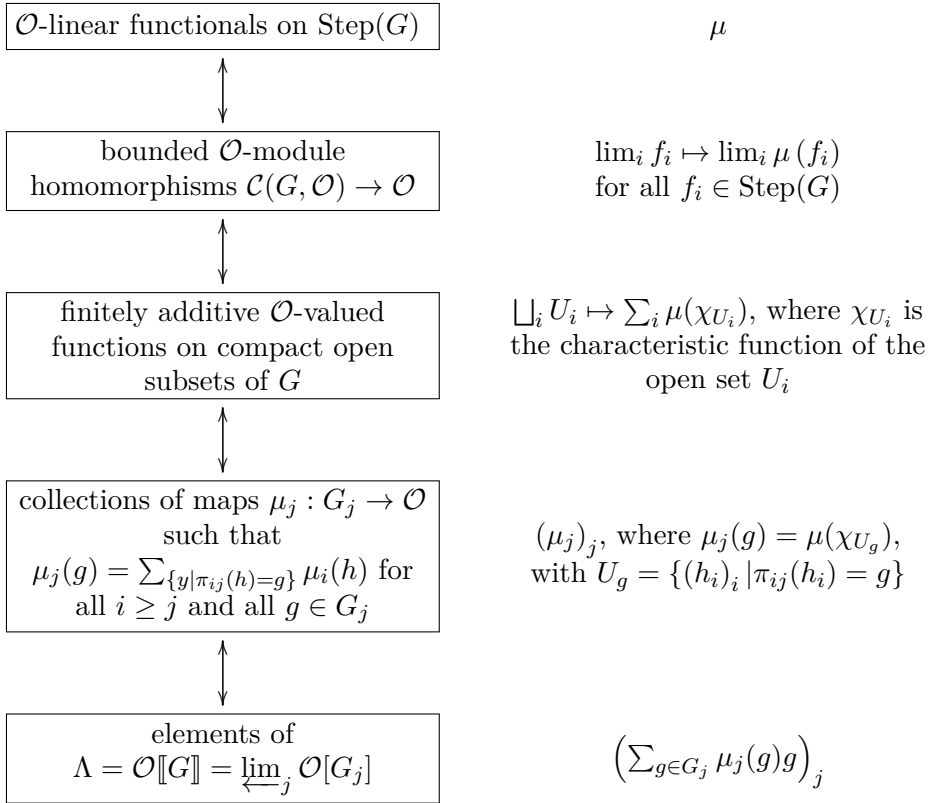 𝒪-linear functionals on Step(G)
μ
bounded 𝒪-module
homomorphisms 𝒞(G, 𝒪) → 𝒪
lim_i f_i ↦ lim_i μ (f_i)
for all f_i ∈ Step(G)
finitely additive 𝒪-valued
functions on compact open
subsets of G
⨆_i U_i ↦ ∑_i μ(χ_{U_i}), where χ_{U_i} is
the characteristic function of the
open set U_i
collections of maps μ_j : G_j → 𝒪
such that
μ_j(g) = ∑_{{y|π_{ij}(h)=g}} μ_i(h) for
all i ≥ j and all g ∈ G_j
(μ_j)_j, where μ_j(g) = μ(χ_{U_g}),
with U_g = {(h_i)_i |π_{ij}(h_i) = g}
elements of
Λ = 𝒪⟦G⟧ = lim←_j 𝒪[G_j]
(∑_{g∈G_j} μ_j(g)g)_j